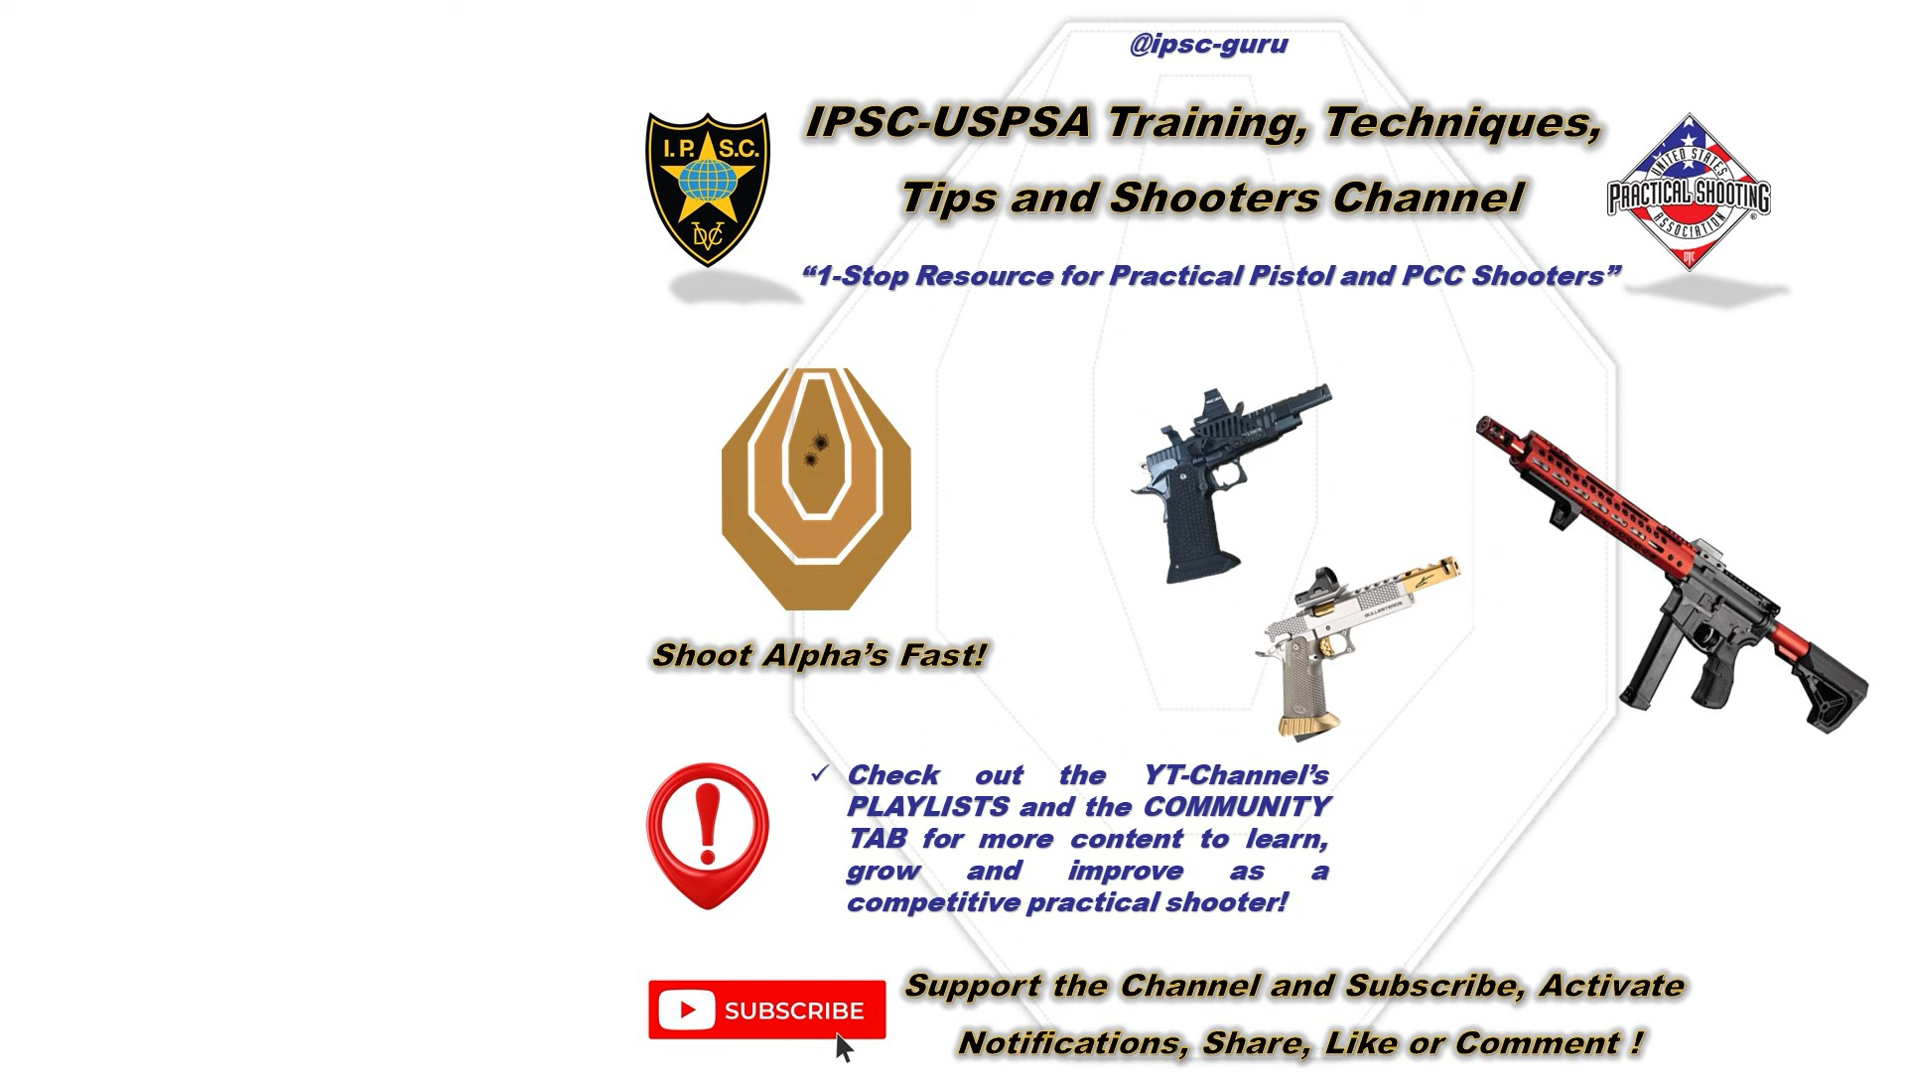 @ipsc-guru
IPSC-USPSA Training, Techniques,
Tips and Shooters Channel
I.P. S.C.
DVC
UNITED STATES
PRACTICAL SHOOTING
ASSOCIATION
®
“1-Stop Resource for Practical Pistol and PCC Shooters”
Shoot Alpha’s Fast!
✓ Check out the YT-Channel’s
PLAYLISTS and the COMMUNITY
TAB for more content to learn,
grow and improve as a
competitive practical shooter!
SUBSCRIBE
Support the Channel and Subscribe, Activate
Notifications, Share, Like or Comment !